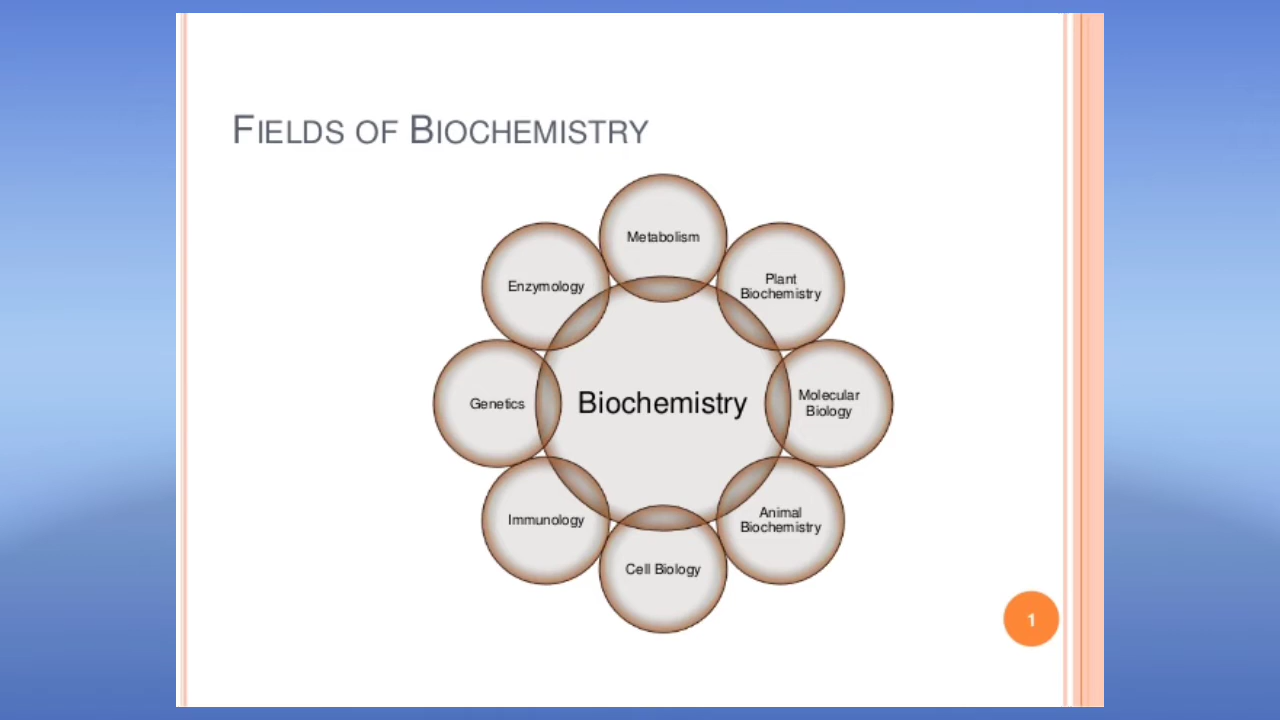 FIELDS OF BIOCHEMISTRY
Metabolism
Plant
Biochemistry
Molecular
Biology
Animal
Biochemistry
Cell Biology
Immunology
Genetics
Enzymology
Biochemistry
1